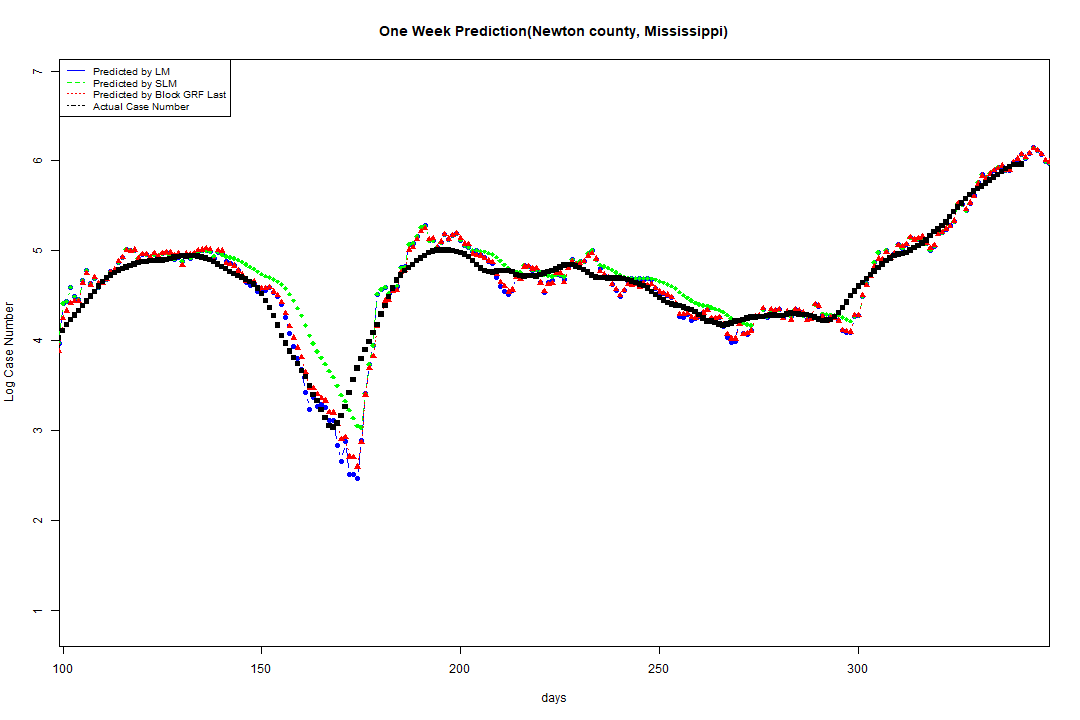 One Week Prediction(Newton county, Mississippi)
Predicted by LM
Predicted by SLM
Predicted by Block GRF Last
Actual Case Number
7
6
5
4
3
2
1
Log Case Number
100 150 200 250 300
days